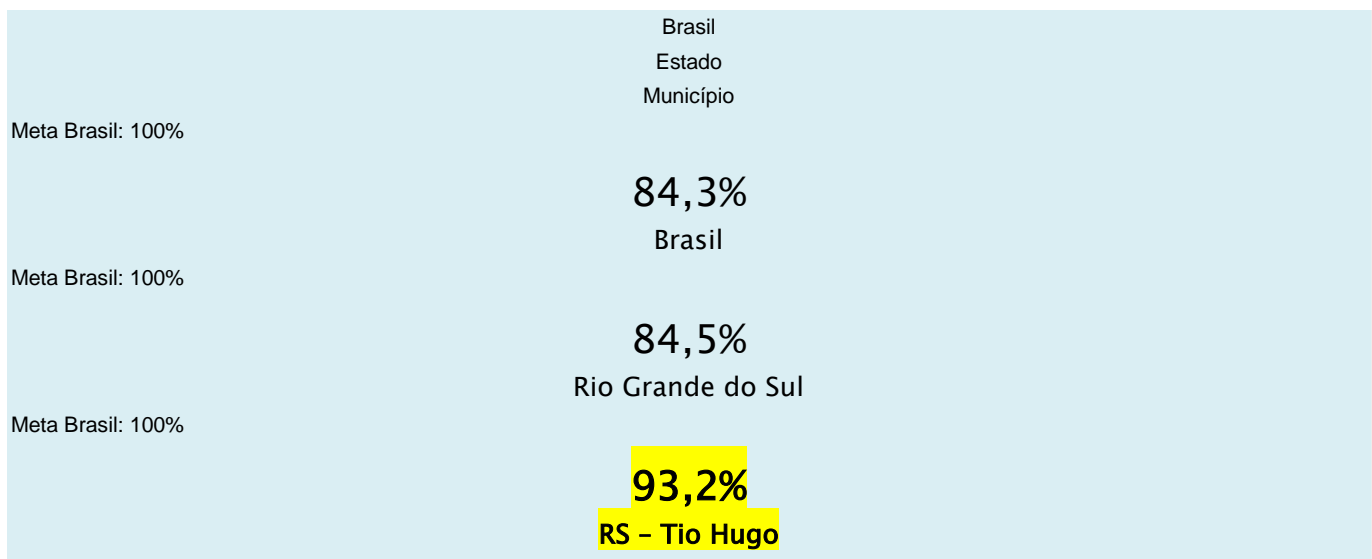 Brasil
Estado
Município
Meta Brasil: 100%
84,3%
Brasil
Meta Brasil: 100%
84,5%
Rio Grande do Sul
Meta Brasil: 100%
93,2%
RS – Tio Hugo